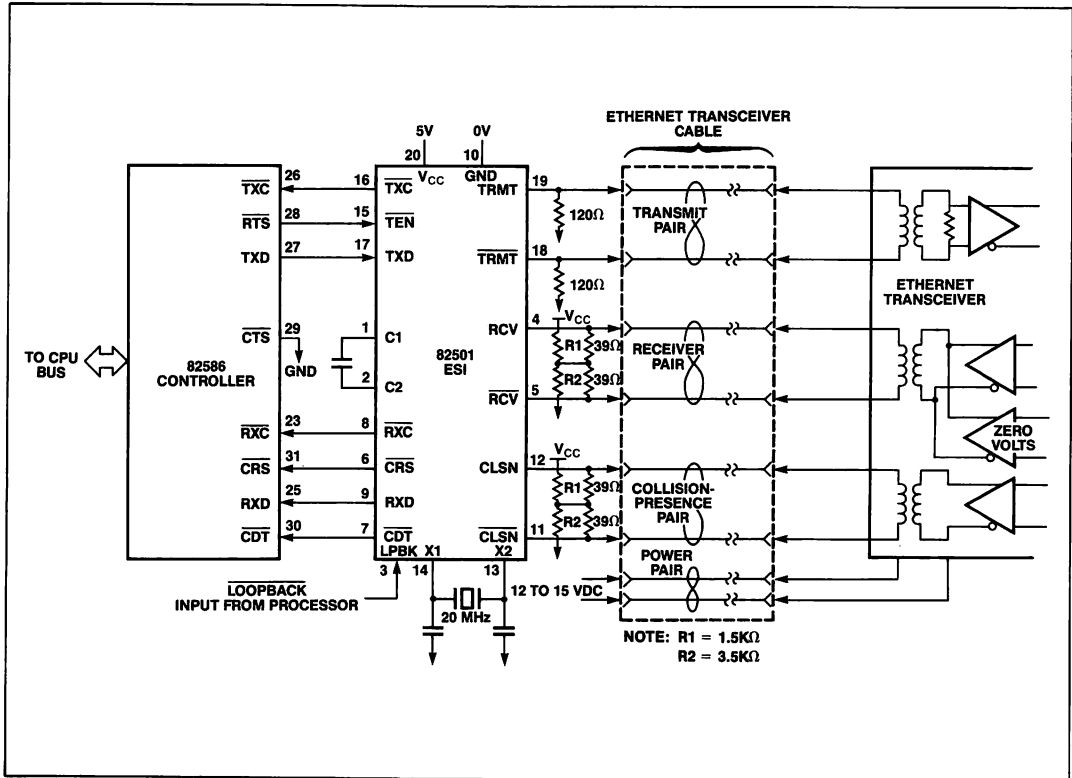 ETHERNET TRANSCEIVER
CABLE
5V
0V
20
10
VCC
GND
TXC
26
16
TXC
TRMT
19
RTS
28
15
TEN
120Ω
TRANSMIT
PAIR
TXD
27
17
TXD
TRMT
18
120Ω
ETHERNET
TRANSCEIVER
CTS
29
GND
1
C1
RCV
4
VCC
R1
39Ω
RECEIVER
PAIR
TO CPU
BUS
82586
CONTROLLER
82501
ESI
2
C2
R2
39Ω
RCV
5
ZERO
VOLTS
RXC
23
8
RXC
CRS
31
6
CRS
CLSN
12
VCC
R1
39Ω
COLLISION-
PRESENCE
PAIR
RXD
25
9
RXD
R2
39Ω
CDT
30
7
CDT
CLSN
11
LPBK
X1
X2
POWER
PAIR
3
14
13
LOOPBACK
INPUT FROM PROCESSOR
20 MHz
12 TO 15 VDC
NOTE: R1 = 1.5KΩ
R2 = 3.5KΩ